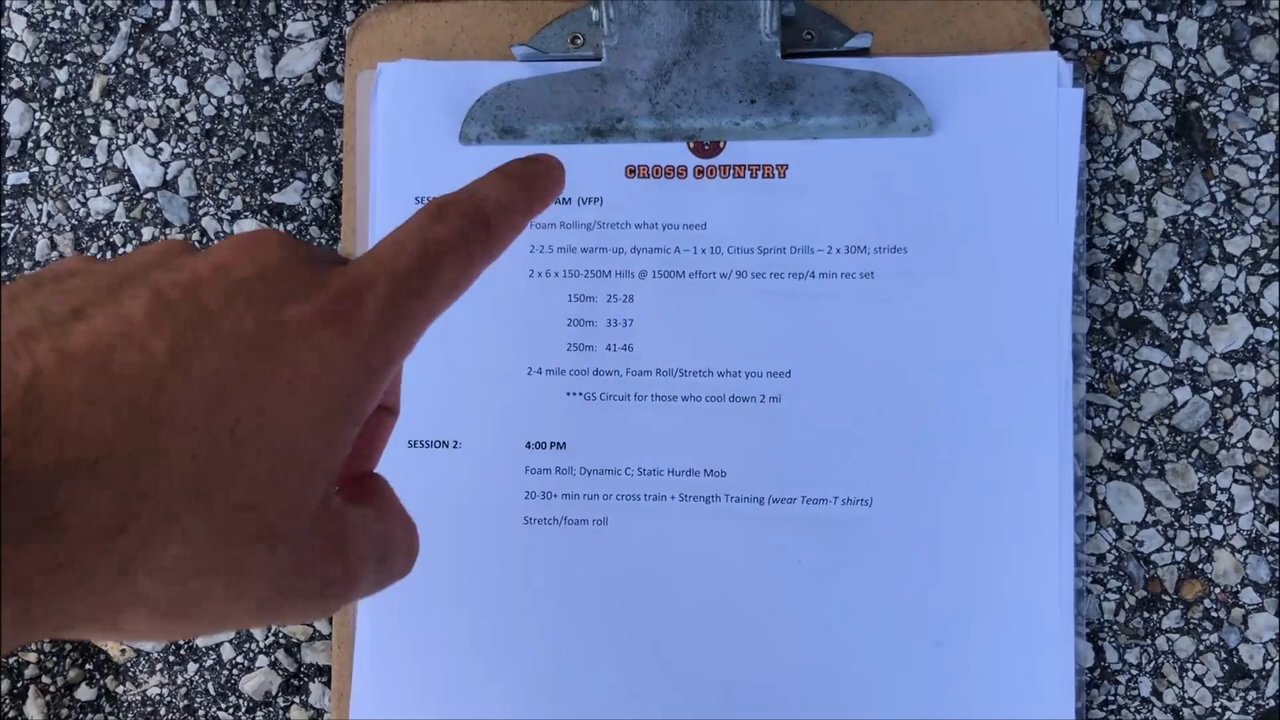 CROSS COUNTRY
AM (VFP)
Foam Rolling/Stretch what you need
2-2.5 mile warm-up, dynamic A – 1 x 10, Citius Sprint Drills – 2 x 30M; strides
2 x 6 x 150-250M Hills @ 1500M effort w/ 90 sec rec rep/4 min rec set
150m: 25-28
200m: 33-37
250m: 41-46
2-4 mile cool down, Foam Roll/Stretch what you need
***GS Circuit for those who cool down 2 mi
SESSION 2: 4:00 PM
Foam Roll; Dynamic C; Static Hurdle Mob
20-30+ min run or cross train + Strength Training (wear Team-T shirts)
Stretch/foam roll